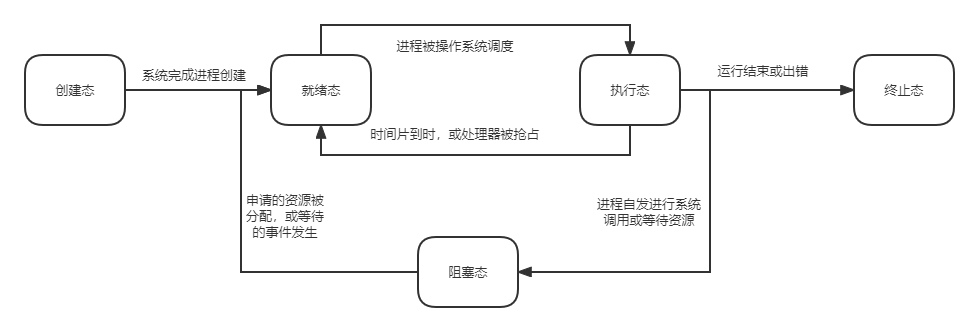 进程被操作系统调度
系统完成进程创建
运行结束或出错
创建态
就绪态
执行态
终止态
时间片到时，或处理器被抢占
申请的资源被
分配，或等待
的事件发生
进程自发进行系统
调用或等待资源
阻塞态